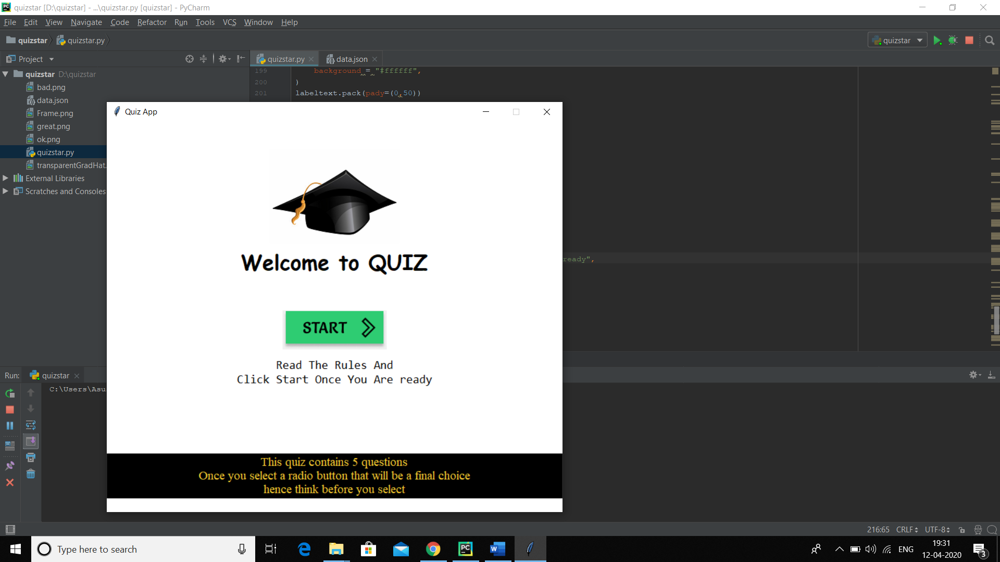 quizstar [D:\quizstar] - ...\quizstar.py [quizstar] - PyCharm
File Edit View Navigate Code Refactor Run Tools VCS Window Help
quizstar quizstar.py
quizstar
Project
quizstar.py data.json
quizstar D:\quizstar
bad.png
data.json
Frame.png
great.png
ok.png
quizstar.py
transparentGradHat.
External Libraries
Scratches and Consoles
199 background = "#ffffff",
200 )
201 labeltext.pack(pady=(0,50))
ready",
Quiz App
Welcome to QUIZ
START
Read The Rules And
Click Start Once You Are ready
This quiz contains 5 questions
Once you select a radio button that will be a final choice
hence think before you select
Run: quizstar
C:\Users\Asu
216:65 CRLF UTF-8
Type here to search
ENG
19:31
12-04-2020
3